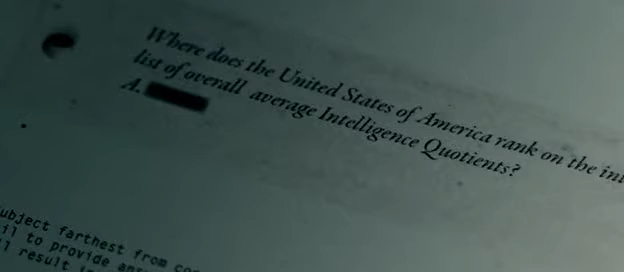 Where does the United States of America rank on the
list of overall average Intelligence Quotients?
A.
ubject farthest from
to provide
result